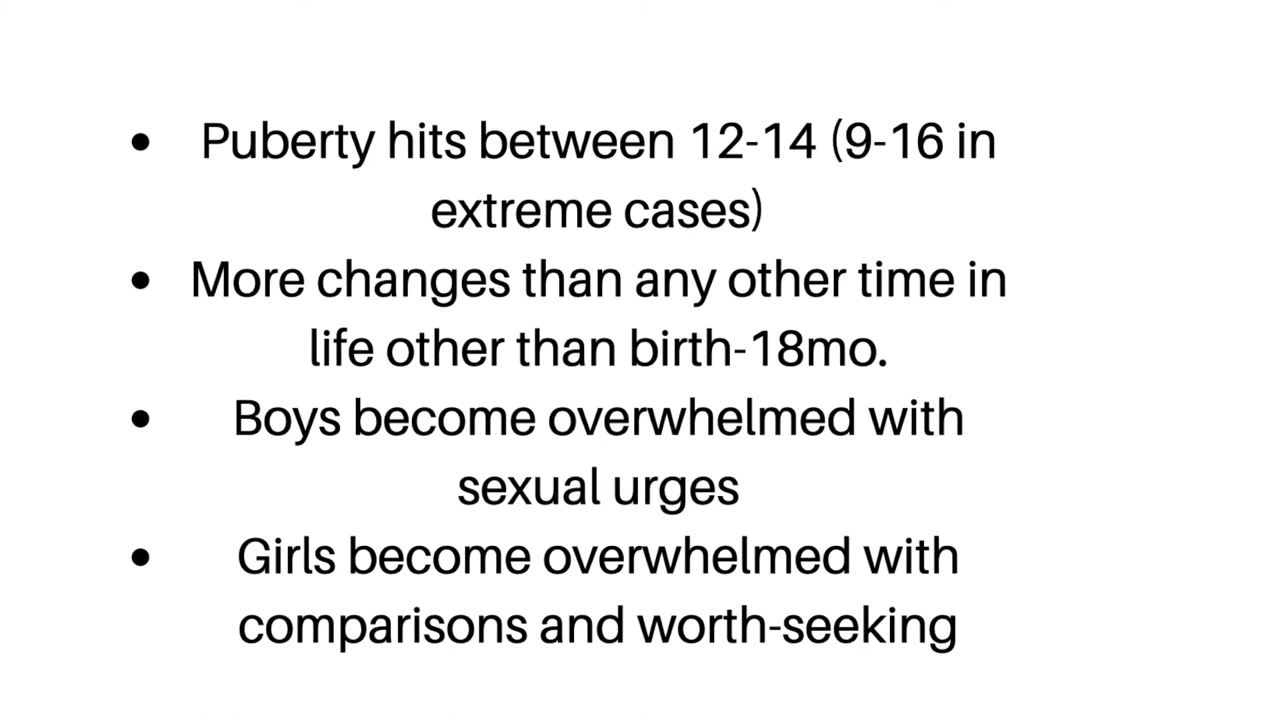 • Puberty hits between 12-14 (9-16 in
extreme cases)
• More changes than any other time in
life other than birth-18mo.
• Boys become overwhelmed with
sexual urges
• Girls become overwhelmed with
comparisons and worth-seeking